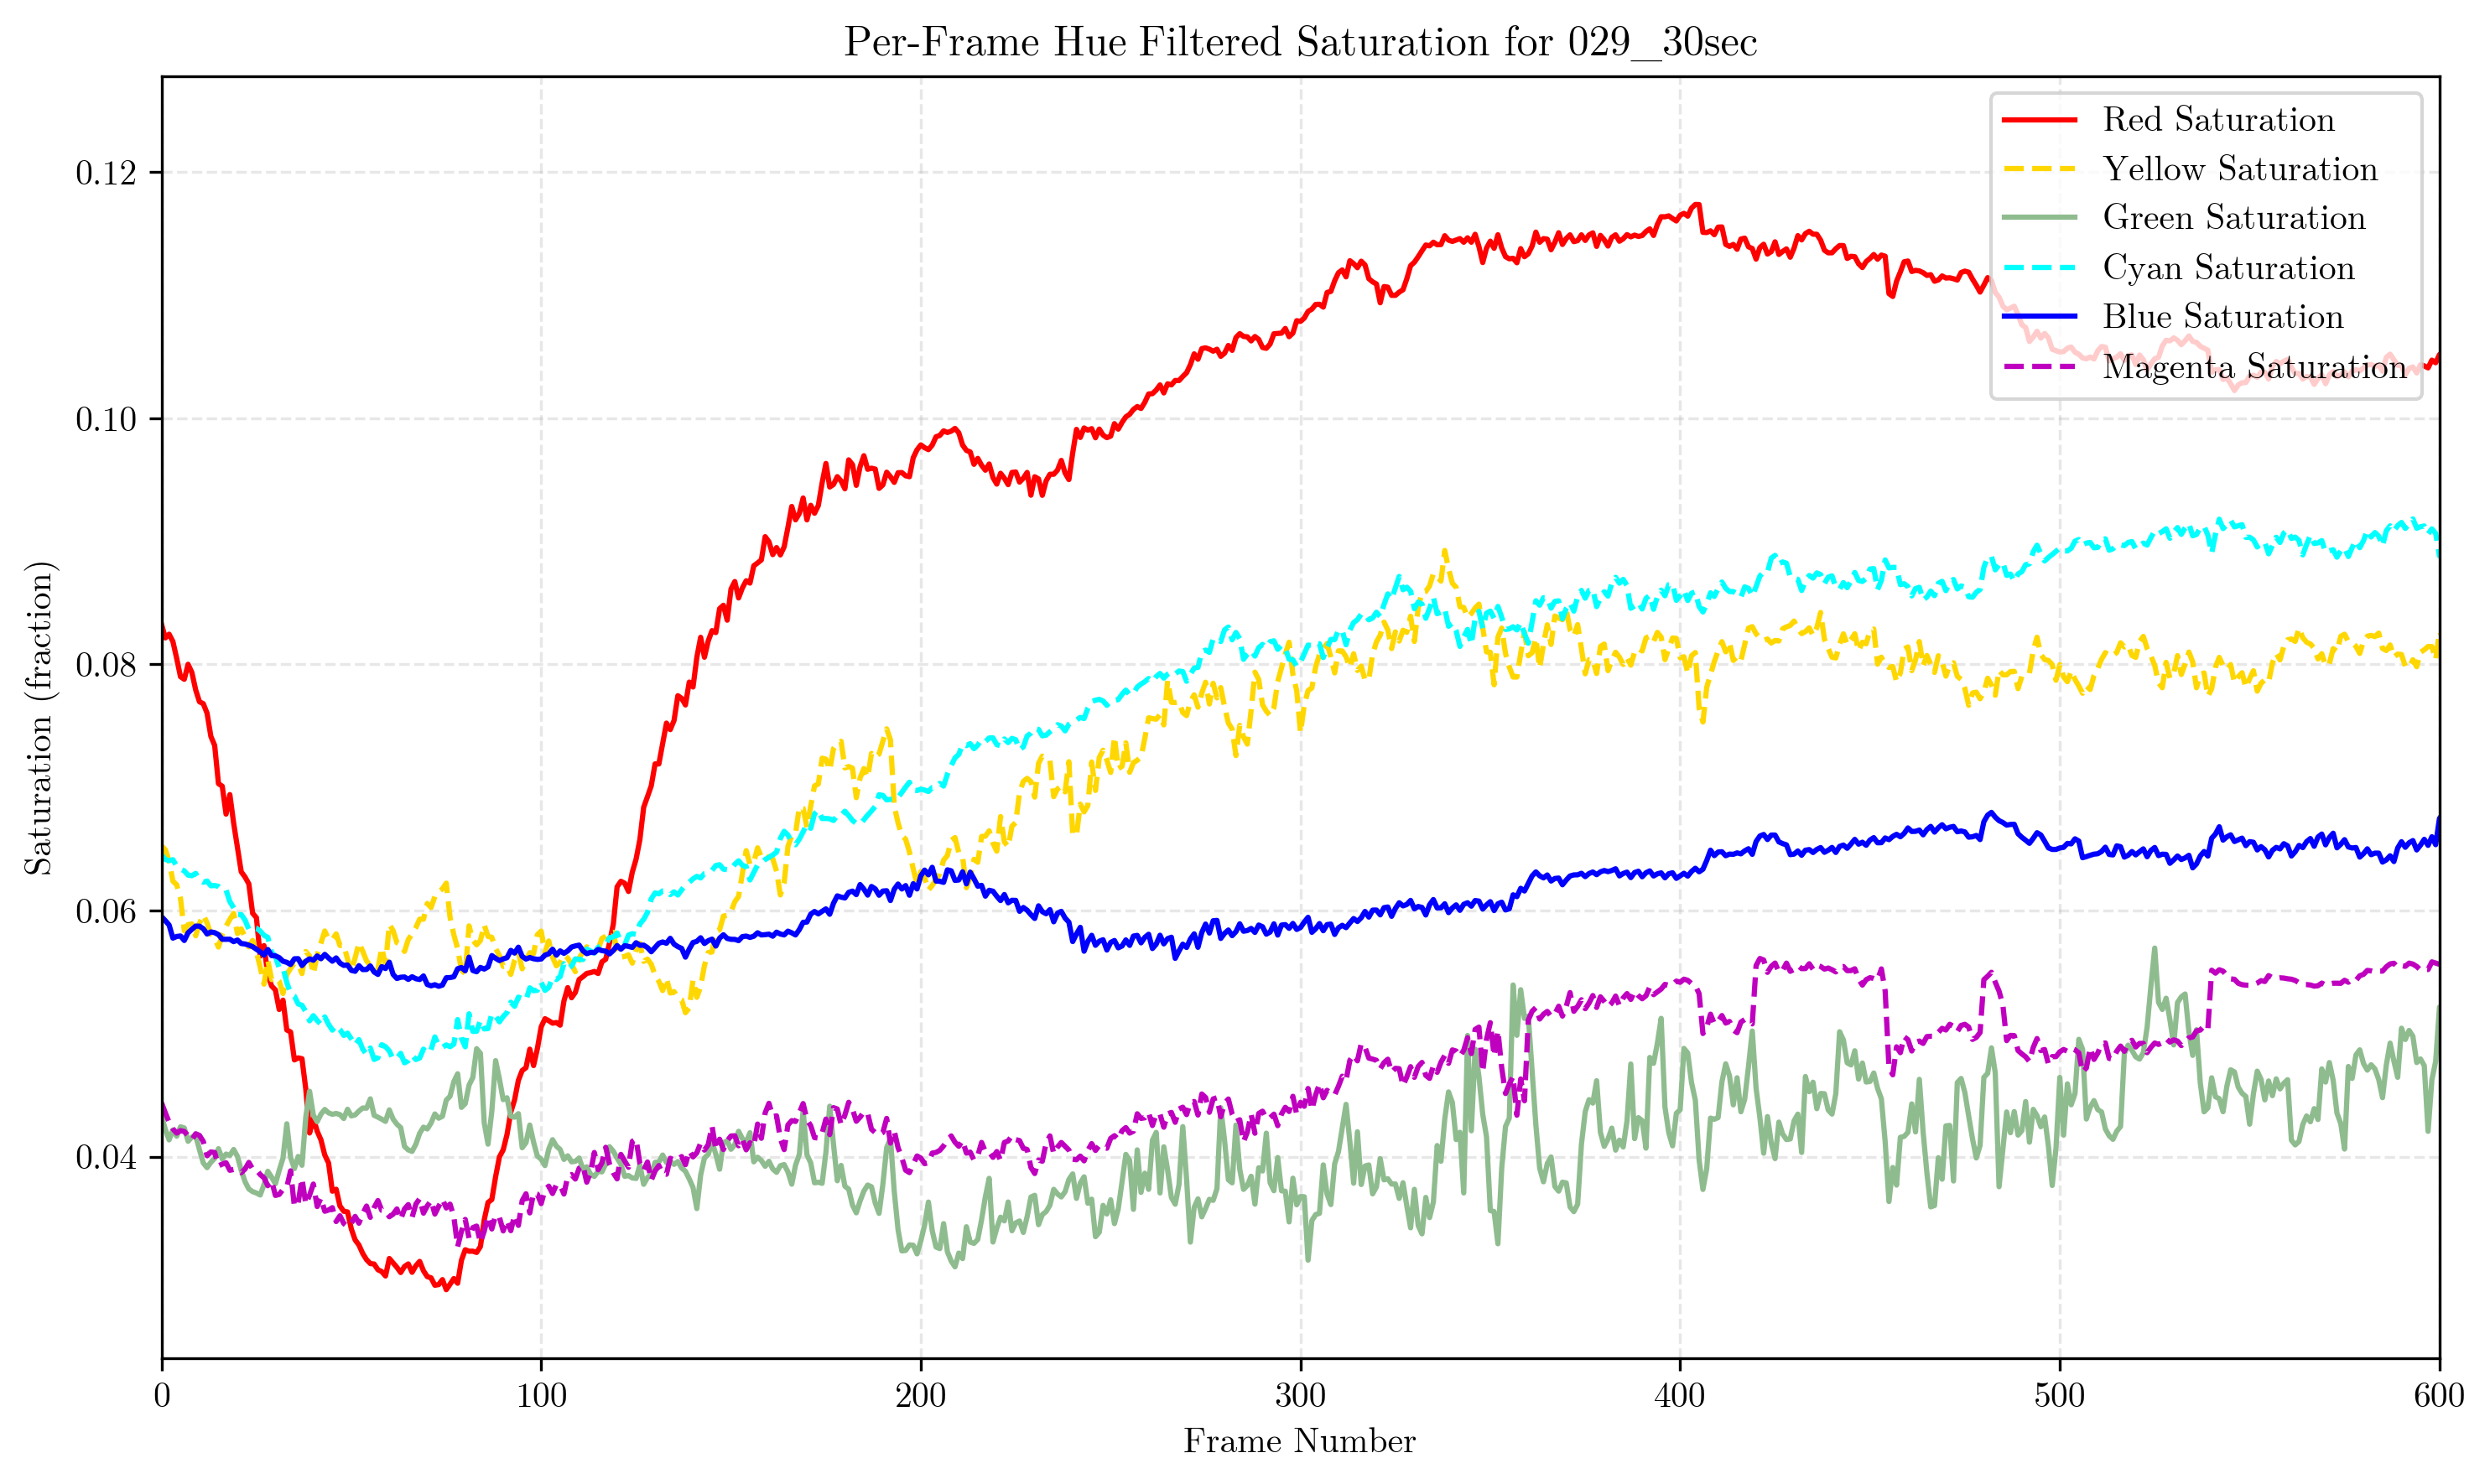 Per-Frame Hue Filtered Saturation for 029_30sec
Red Saturation
Yellow Saturation
Green Saturation
Cyan Saturation
Blue Saturation
Magenta Saturation
Saturation (fraction)
0.12
0.10
0.08
0.06
0.04
0 100 200 300 400 500 600
Frame Number